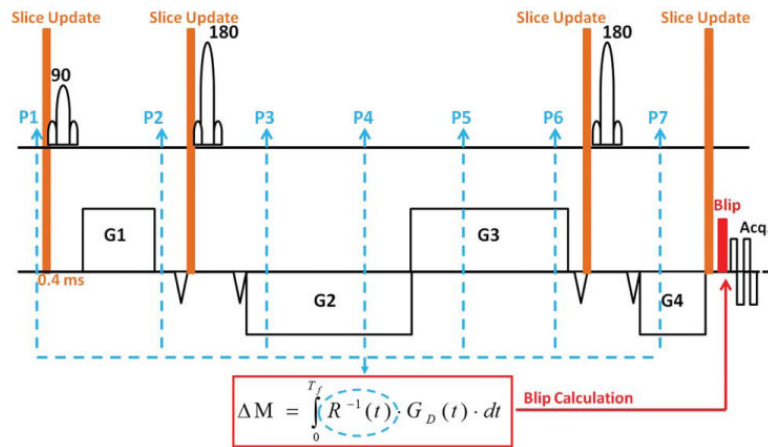 Slice Update Slice Update Slice Update Slice Update
90 180 180
P1 P2 P3 P4 P5 P6 P7
Blip
G1 G3 Acq.
0.4 ms
G2 G4
ΔM = ∫₀^{T_f} R^{-1}(t) · G_D(t) · dt
Blip Calculation